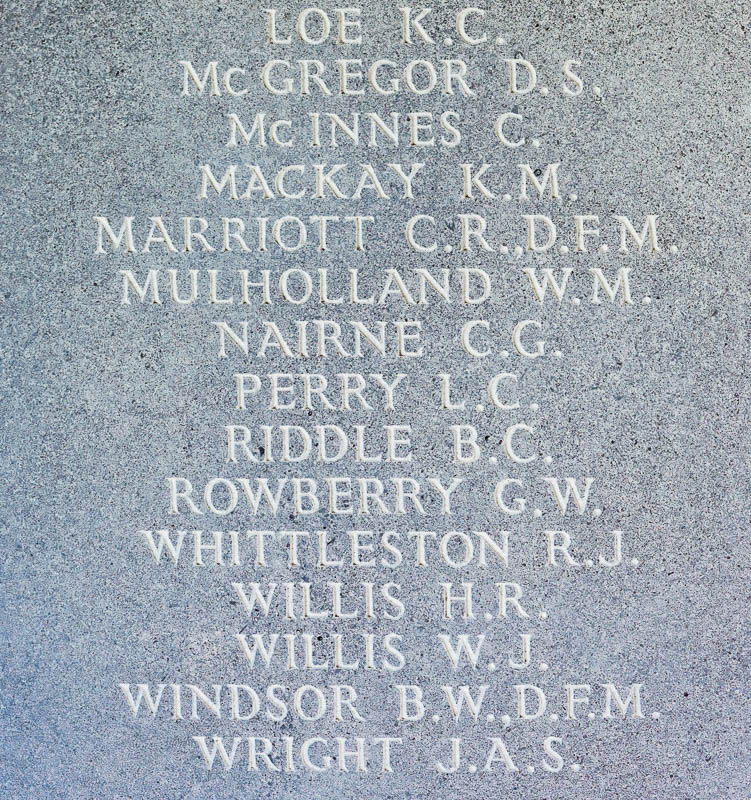 LOE K.C.
McGREGOR D.S.
McINNES C.
MACKAY K.M.
MARRIOTT C.R.,D.F.M.
MULHOLLAND W.M.
NAIRNE C.G.
PERRY L.C.
RIDDLE B.C.
ROWBERRY G.W.
WHITTLESTON R.J.
WILLIS H.R.
WILLIS W.J.
WINDSOR B.W.,D.F.M.
WRIGHT J.A.S.